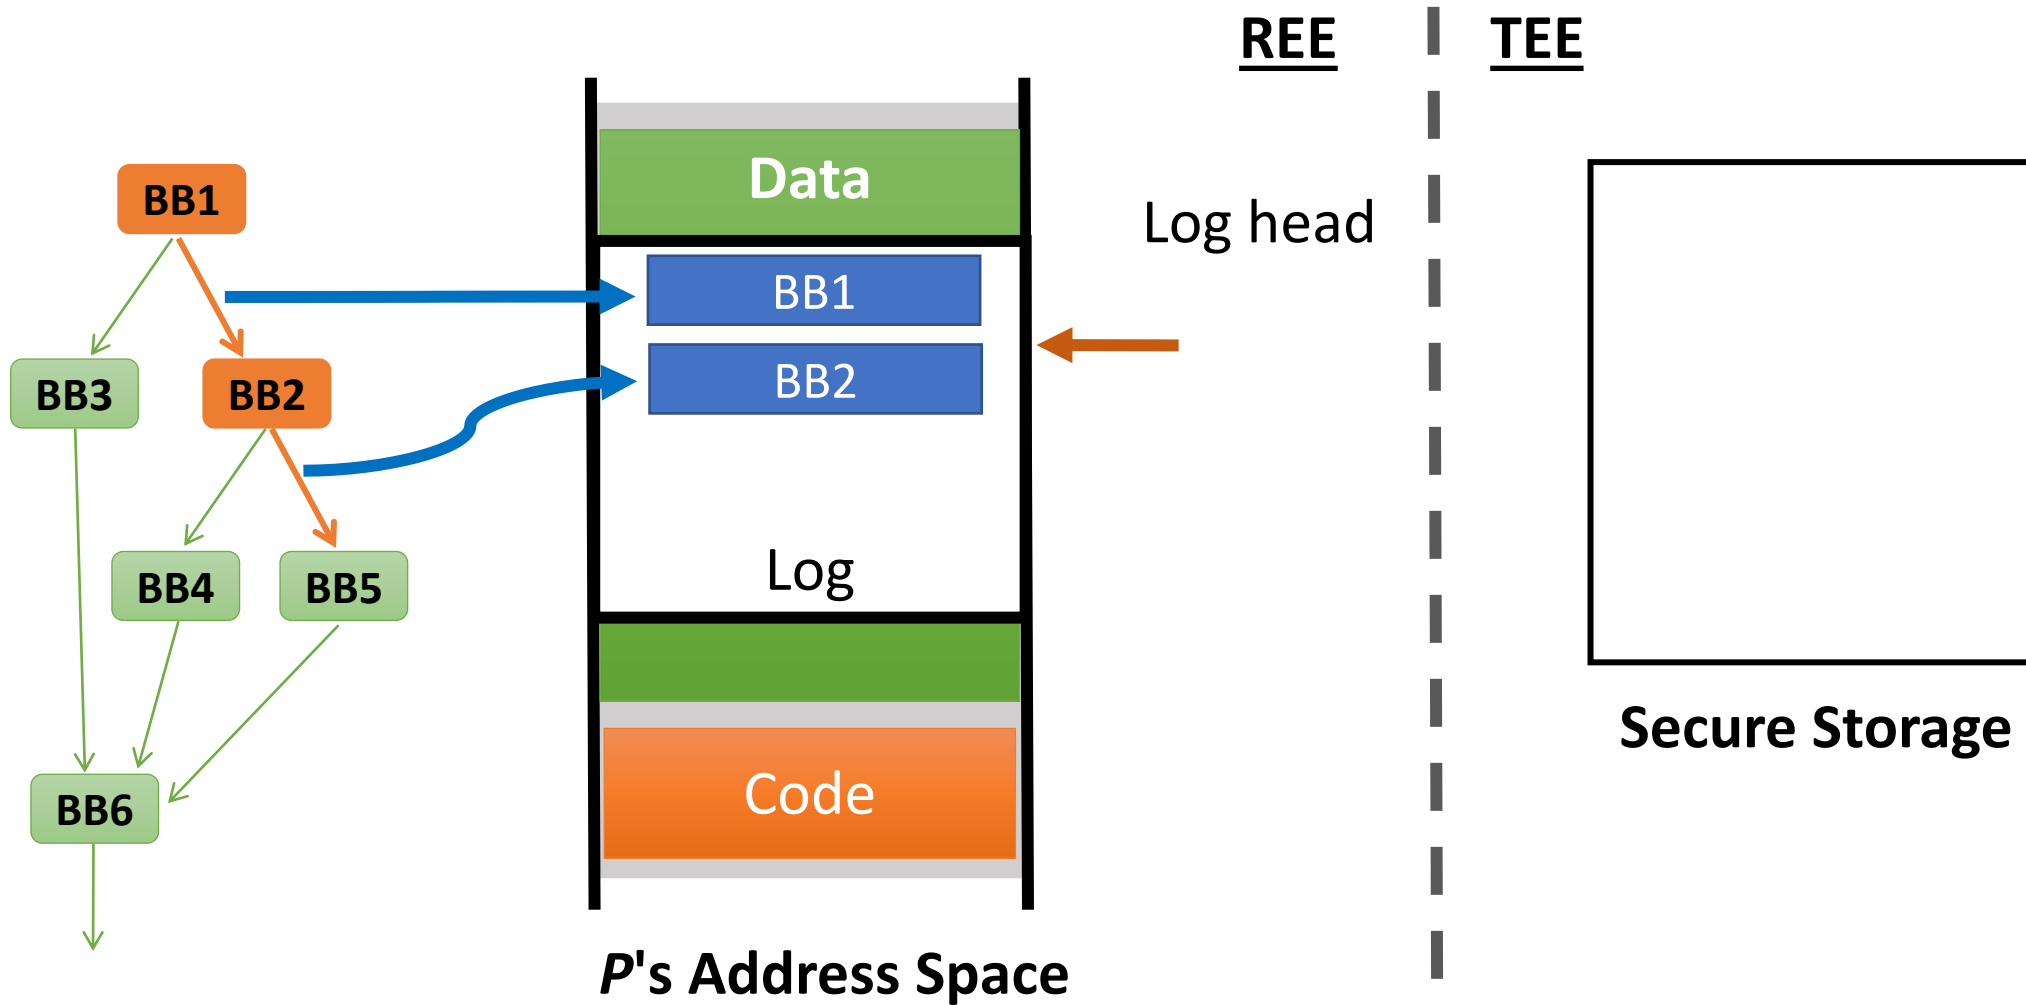 REE
TEE
Data
BB1
Log head
BB1
BB3
BB2
BB2
BB4
BB5
Log
Secure Storage
BB6
Code
P's Address Space